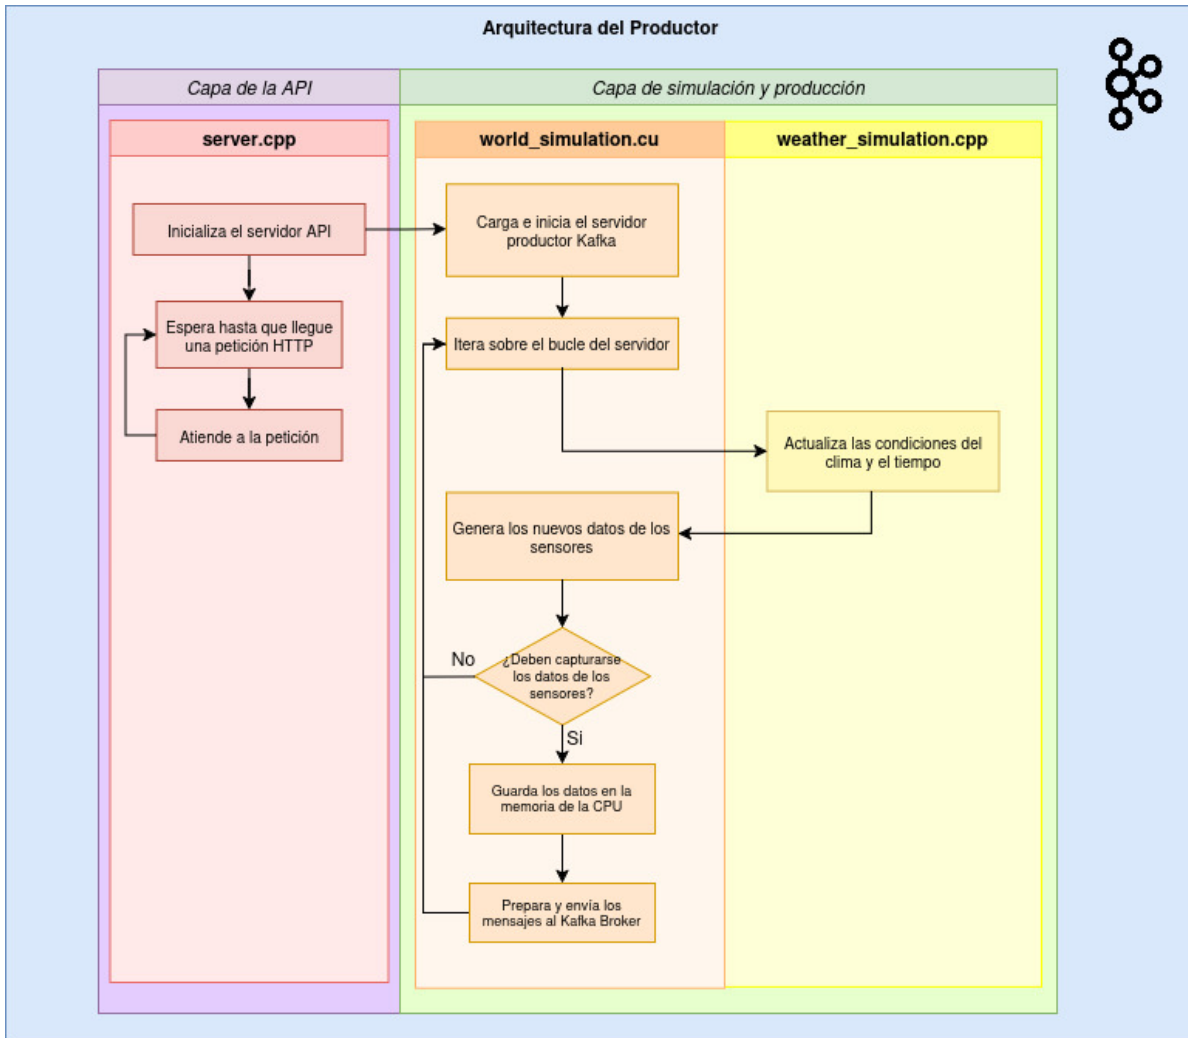 Arquitectura del Productor
Capa de la API
Capa de simulación y producción
server.cpp
world_simulation.cu
weather_simulation.cpp
Inicializa el servidor API
Espera hasta que llegue
una petición HTTP
Atiende a la petición
Carga e inicia el servidor
productor Kafka
Itera sobre el bucle del servidor
Actualiza las condiciones del
clima y el tiempo
Genera los nuevos datos de los
sensores
¿Deben capturarse
los datos de los
sensores?
No
Si
Guarda los datos en la
memoria de la CPU
Prepara y envía los
mensajes al Kafka Broker